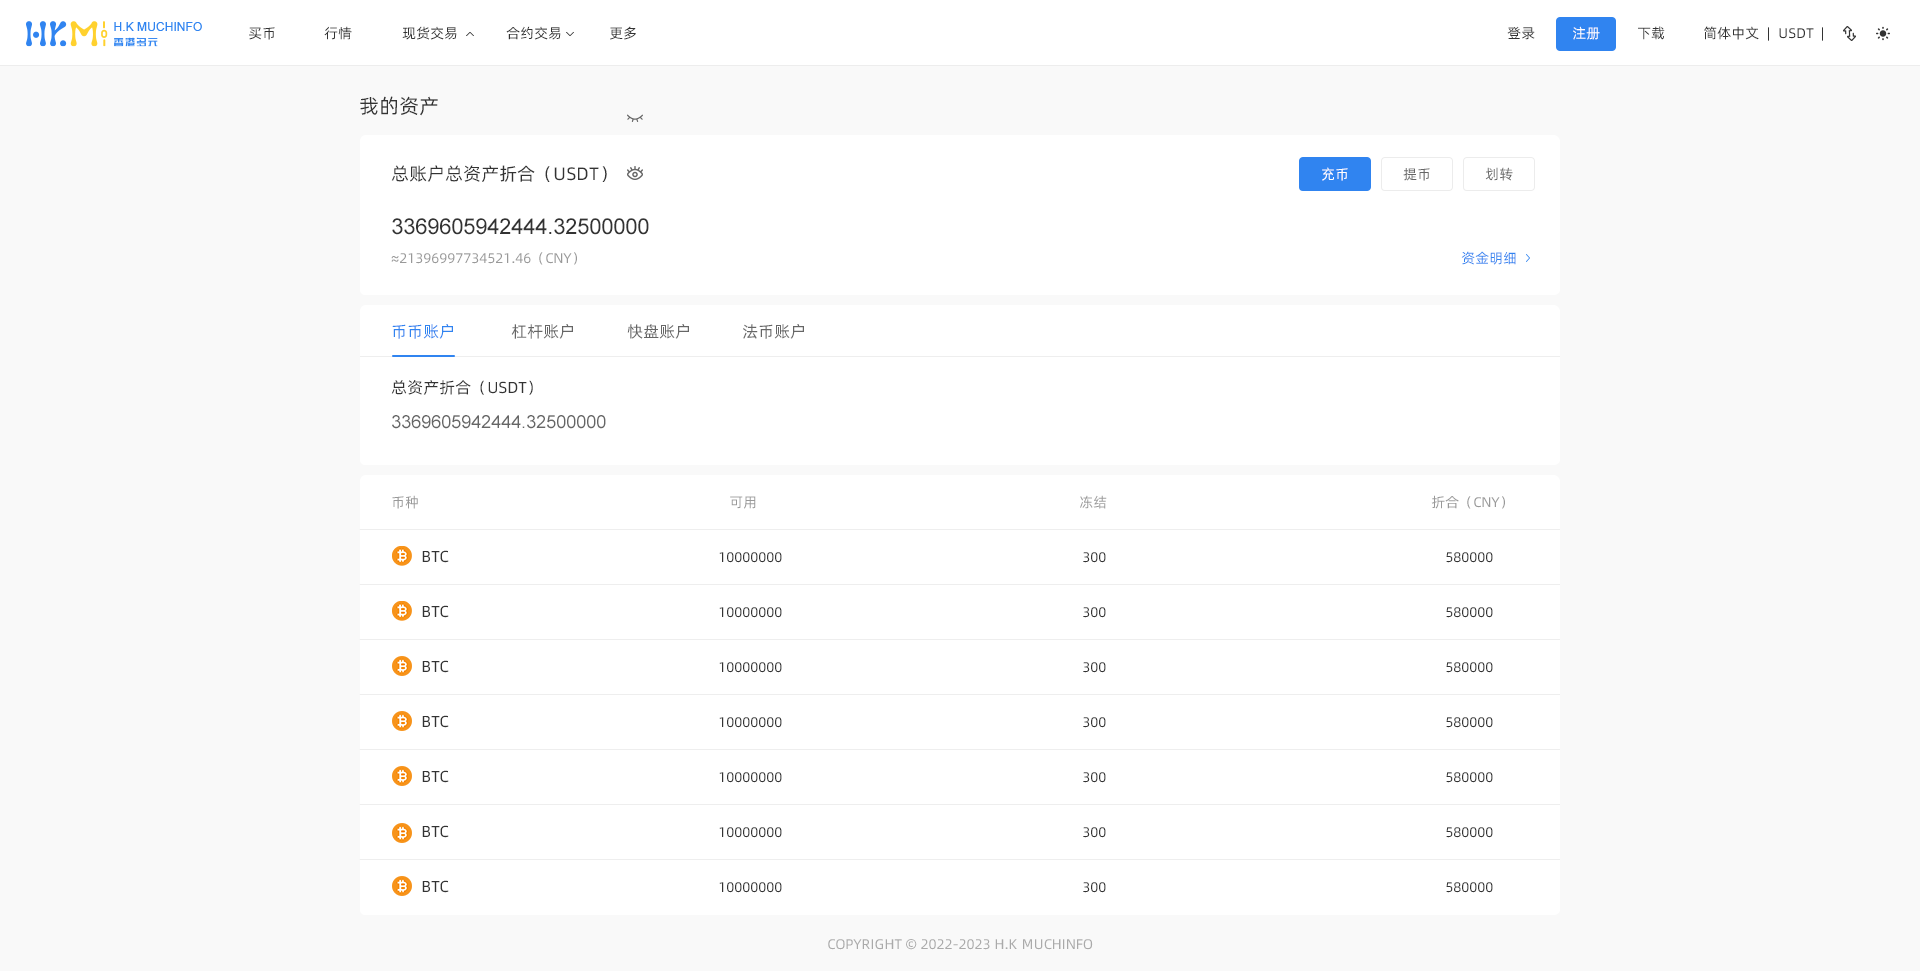 H.K MUCHINFO
香港多元
买币 行情 现货交易 合约交易 更多 登录 注册 下载 简体中文 | USDT |
我的资产
总账户总资产折合（USDT） 充币 提币 划转
3369605942444.32500000
≈21396997734521.46（CNY） 资金明细
币币账户 杠杆账户 快盘账户 法币账户
总资产折合（USDT）
3369605942444.32500000
币种 可用 冻结 折合（CNY）
BTC 10000000 300 580000
BTC 10000000 300 580000
BTC 10000000 300 580000
BTC 10000000 300 580000
BTC 10000000 300 580000
BTC 10000000 300 580000
BTC 10000000 300 580000
COPYRIGHT © 2022-2023 H.K MUCHINFO